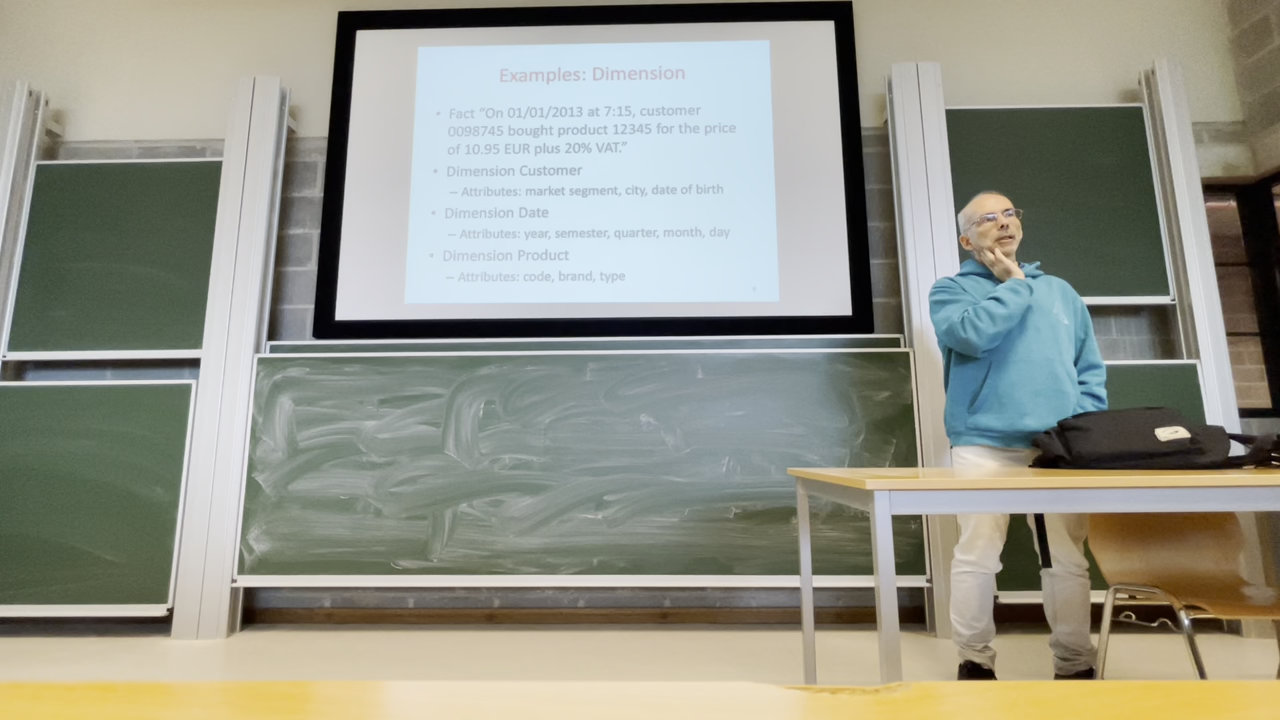 Examples: Dimension
• Fact “On 01/01/2013 at 7:15, customer
0098745 bought product 12345 for the price
of 10.95 EUR plus 20% VAT.”
• Dimension Customer
– Attributes: market segment, city, date of birth
• Dimension Date
– Attributes: year, semester, quarter, month, day
• Dimension Product
– Attributes: code, brand, type